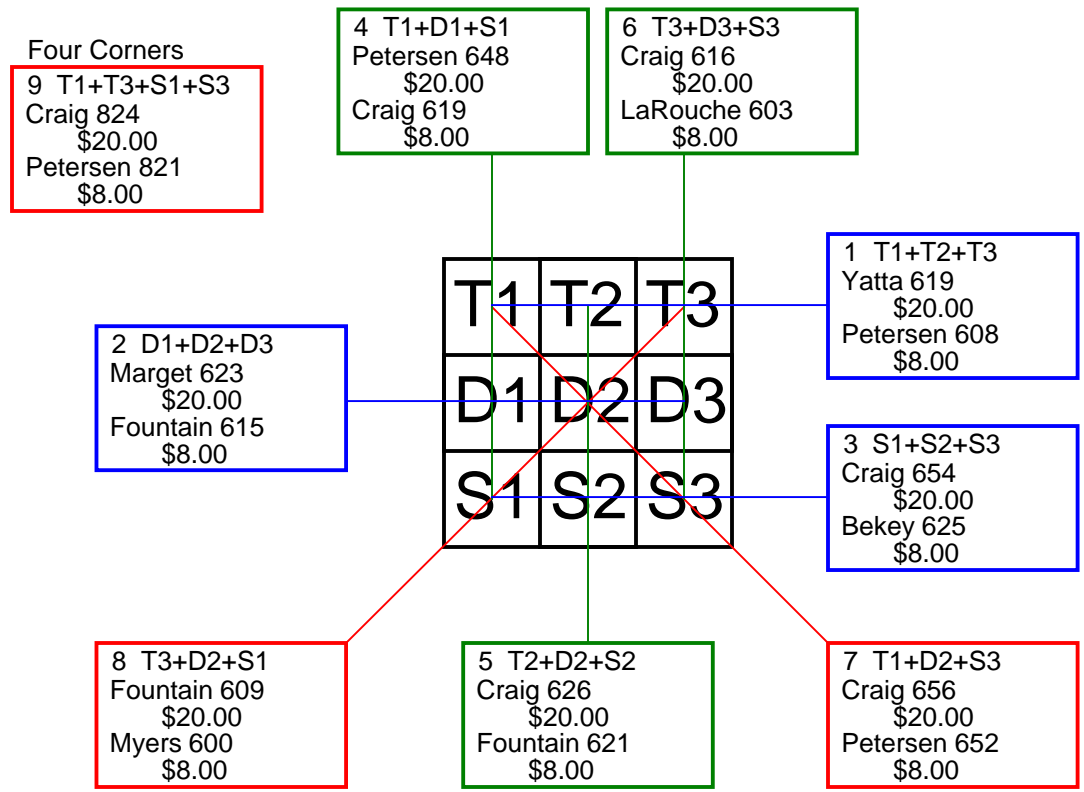 Four Corners
9 T1+T3+S1+S3
Craig 824
$20.00
Petersen 821
$8.00
4 T1+D1+S1
Petersen 648
$20.00
Craig 619
$8.00
6 T3+D3+S3
Craig 616
$20.00
LaRouche 603
$8.00
1 T1+T2+T3
Yatta 619
$20.00
Petersen 608
$8.00
2 D1+D2+D3
Marget 623
$20.00
Fountain 615
$8.00
T1 T2 T3
D1 D2 D3
S1 S2 S3
3 S1+S2+S3
Craig 654
$20.00
Bekey 625
$8.00
8 T3+D2+S1
Fountain 609
$20.00
Myers 600
$8.00
5 T2+D2+S2
Craig 626
$20.00
Fountain 621
$8.00
7 T1+D2+S3
Craig 656
$20.00
Petersen 652
$8.00